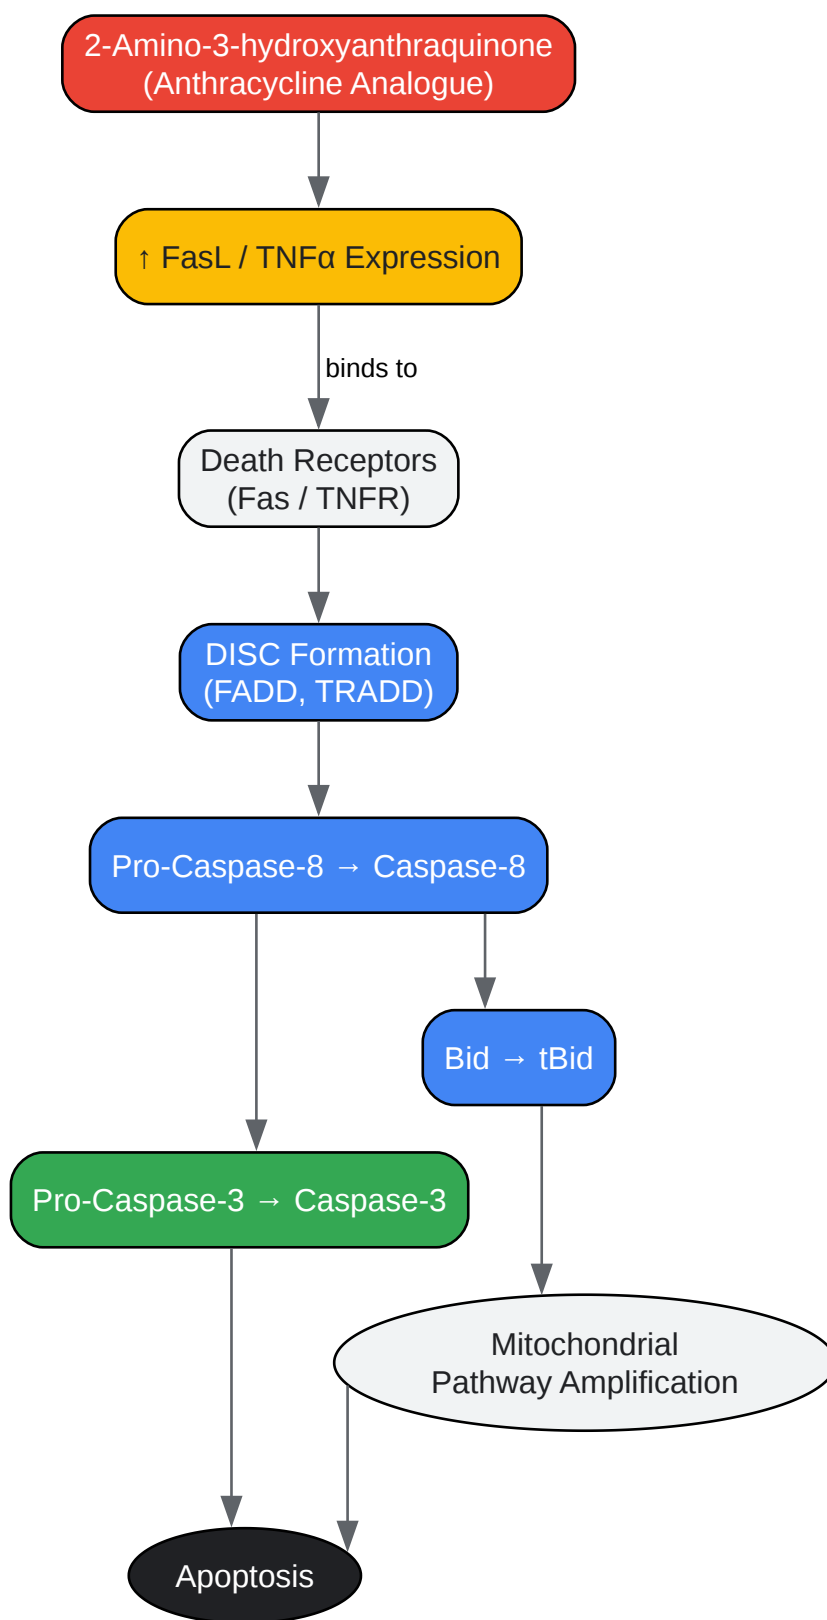 2-Amino-3-hydroxyanthraquinone
(Anthracycline Analogue)
↑ FasL / TNFα Expression
binds to
Death Receptors
(Fas / TNFR)
DISC Formation
(FADD, TRADD)
Pro-Caspase-8 → Caspase-8
Bid → tBid
Pro-Caspase-3 → Caspase-3
Mitochondrial
Pathway Amplification
Apoptosis